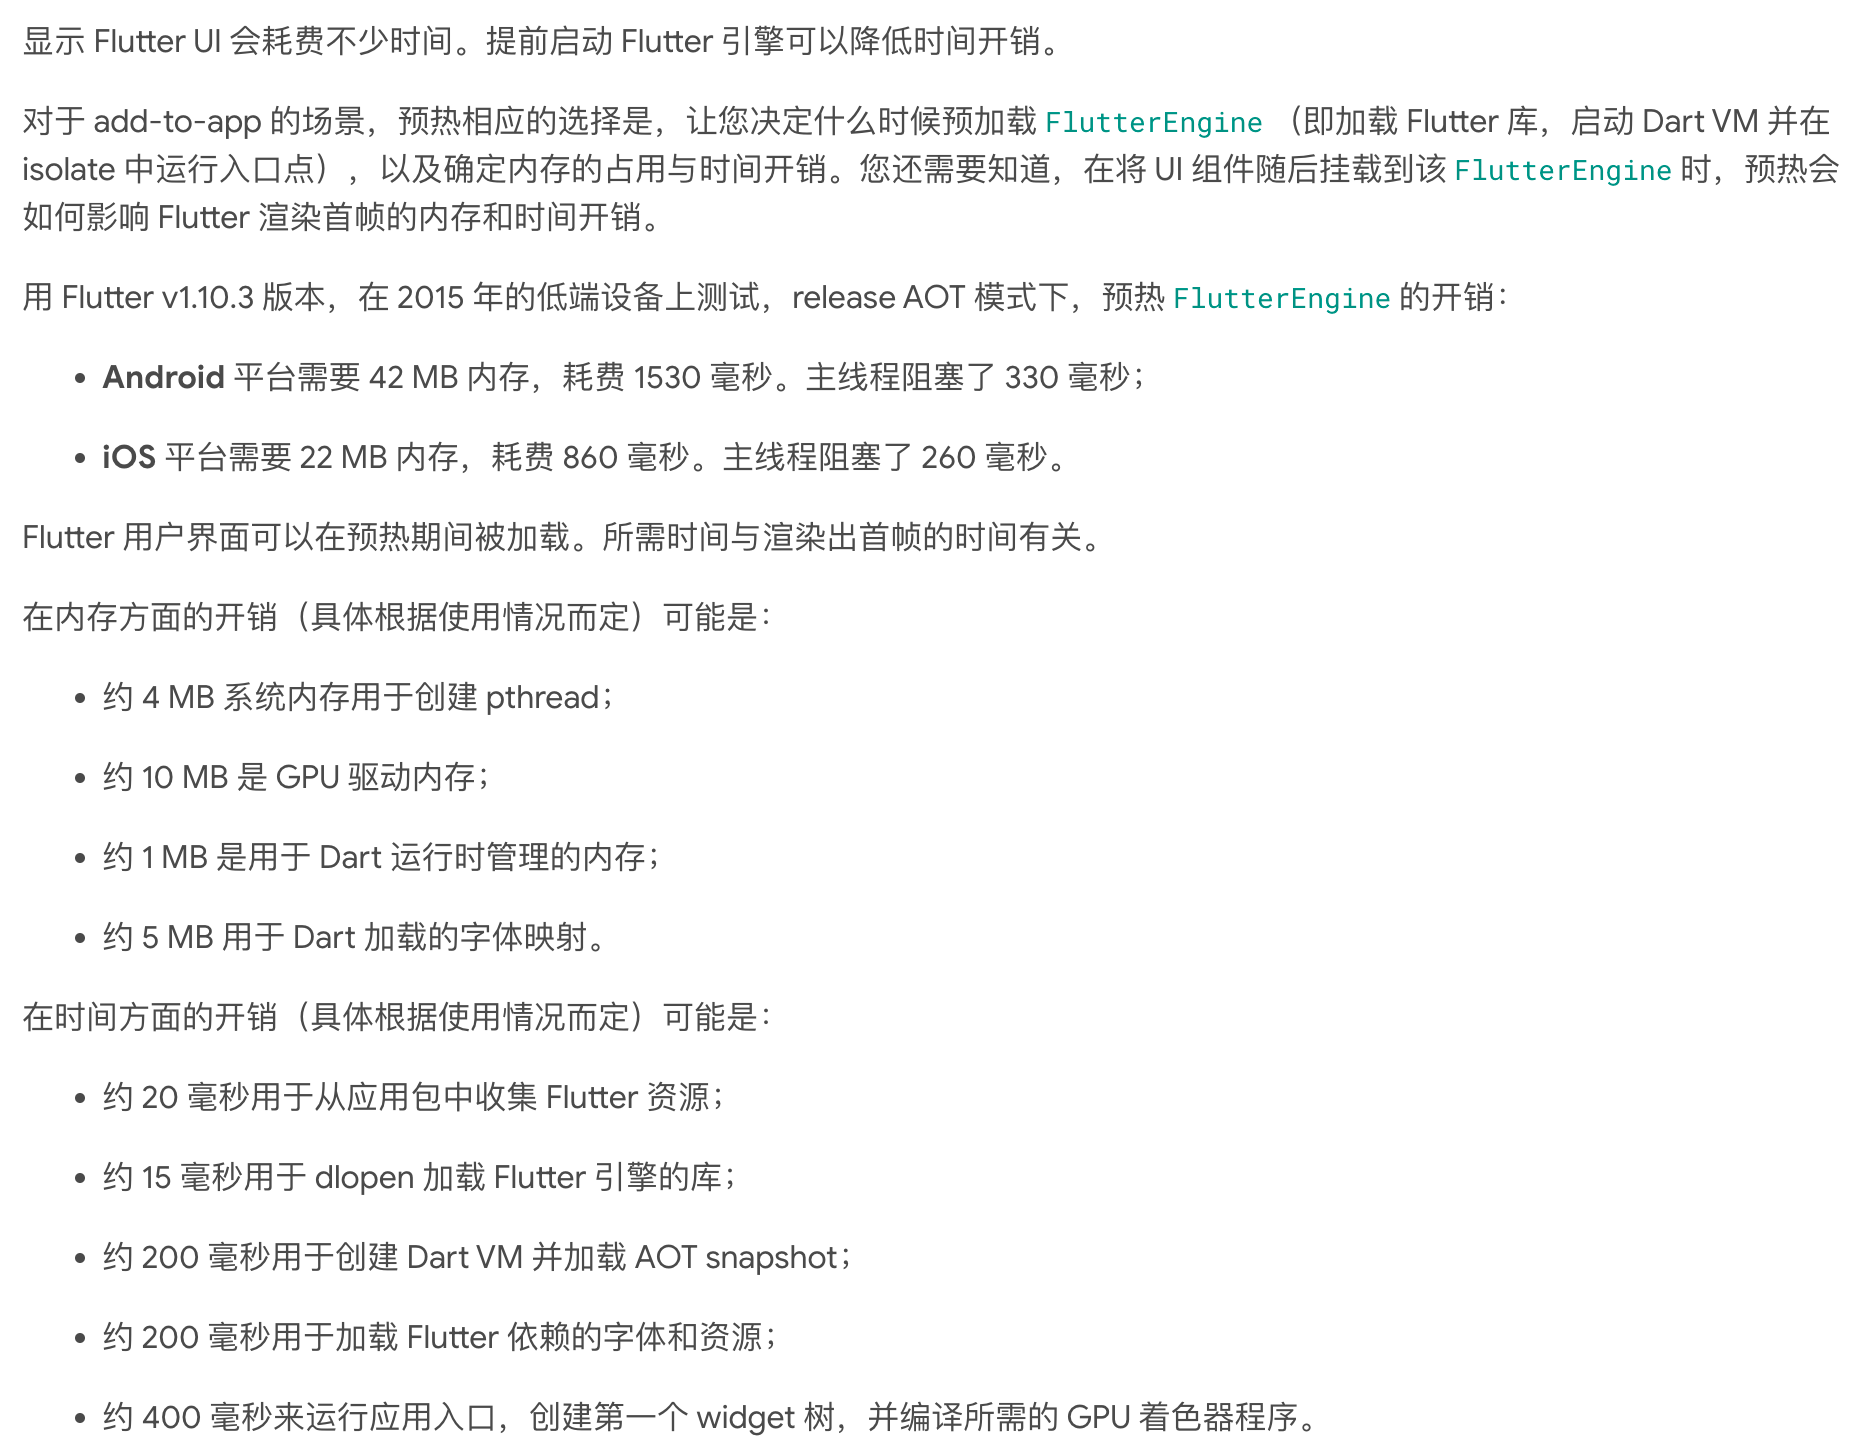 显示 Flutter UI 会耗费不少时间。提前启动 Flutter 引擎可以降低时间开销。
对于 add-to-app 的场景，预热相应的选择是，让您决定什么时候预加载 FlutterEngine （即加载 Flutter 库，启动 Dart VM 并在
isolate 中运行入口点），以及确定内存的占用与时间开销。您还需要知道，在将 UI 组件随后挂载到该 FlutterEngine 时，预热会
如何影响 Flutter 渲染首帧的内存和时间开销。
用 Flutter v1.10.3 版本，在 2015 年的低端设备上测试，release AOT 模式下，预热 FlutterEngine 的开销：
• Android 平台需要 42 MB 内存，耗费 1530 毫秒。主线程阻塞了 330 毫秒；
• iOS 平台需要 22 MB 内存，耗费 860 毫秒。主线程阻塞了 260 毫秒。
Flutter 用户界面可以在预热期间被加载。所需时间与渲染出首帧的时间有关。
在内存方面的开销（具体根据使用情况而定）可能是：
• 约 4 MB 系统内存用于创建 pthread；
• 约 10 MB 是 GPU 驱动内存；
• 约 1 MB 是用于 Dart 运行时管理的内存；
• 约 5 MB 用于 Dart 加载的字体映射。
在时间方面的开销（具体根据使用情况而定）可能是：
• 约 20 毫秒用于从应用包中收集 Flutter 资源；
• 约 15 毫秒用于 dlopen 加载 Flutter 引擎的库；
• 约 200 毫秒用于创建 Dart VM 并加载 AOT snapshot；
• 约 200 毫秒用于加载 Flutter 依赖的字体和资源；
• 约 400 毫秒来运行应用入口，创建第一个 widget 树，并编译所需的 GPU 着色器程序。